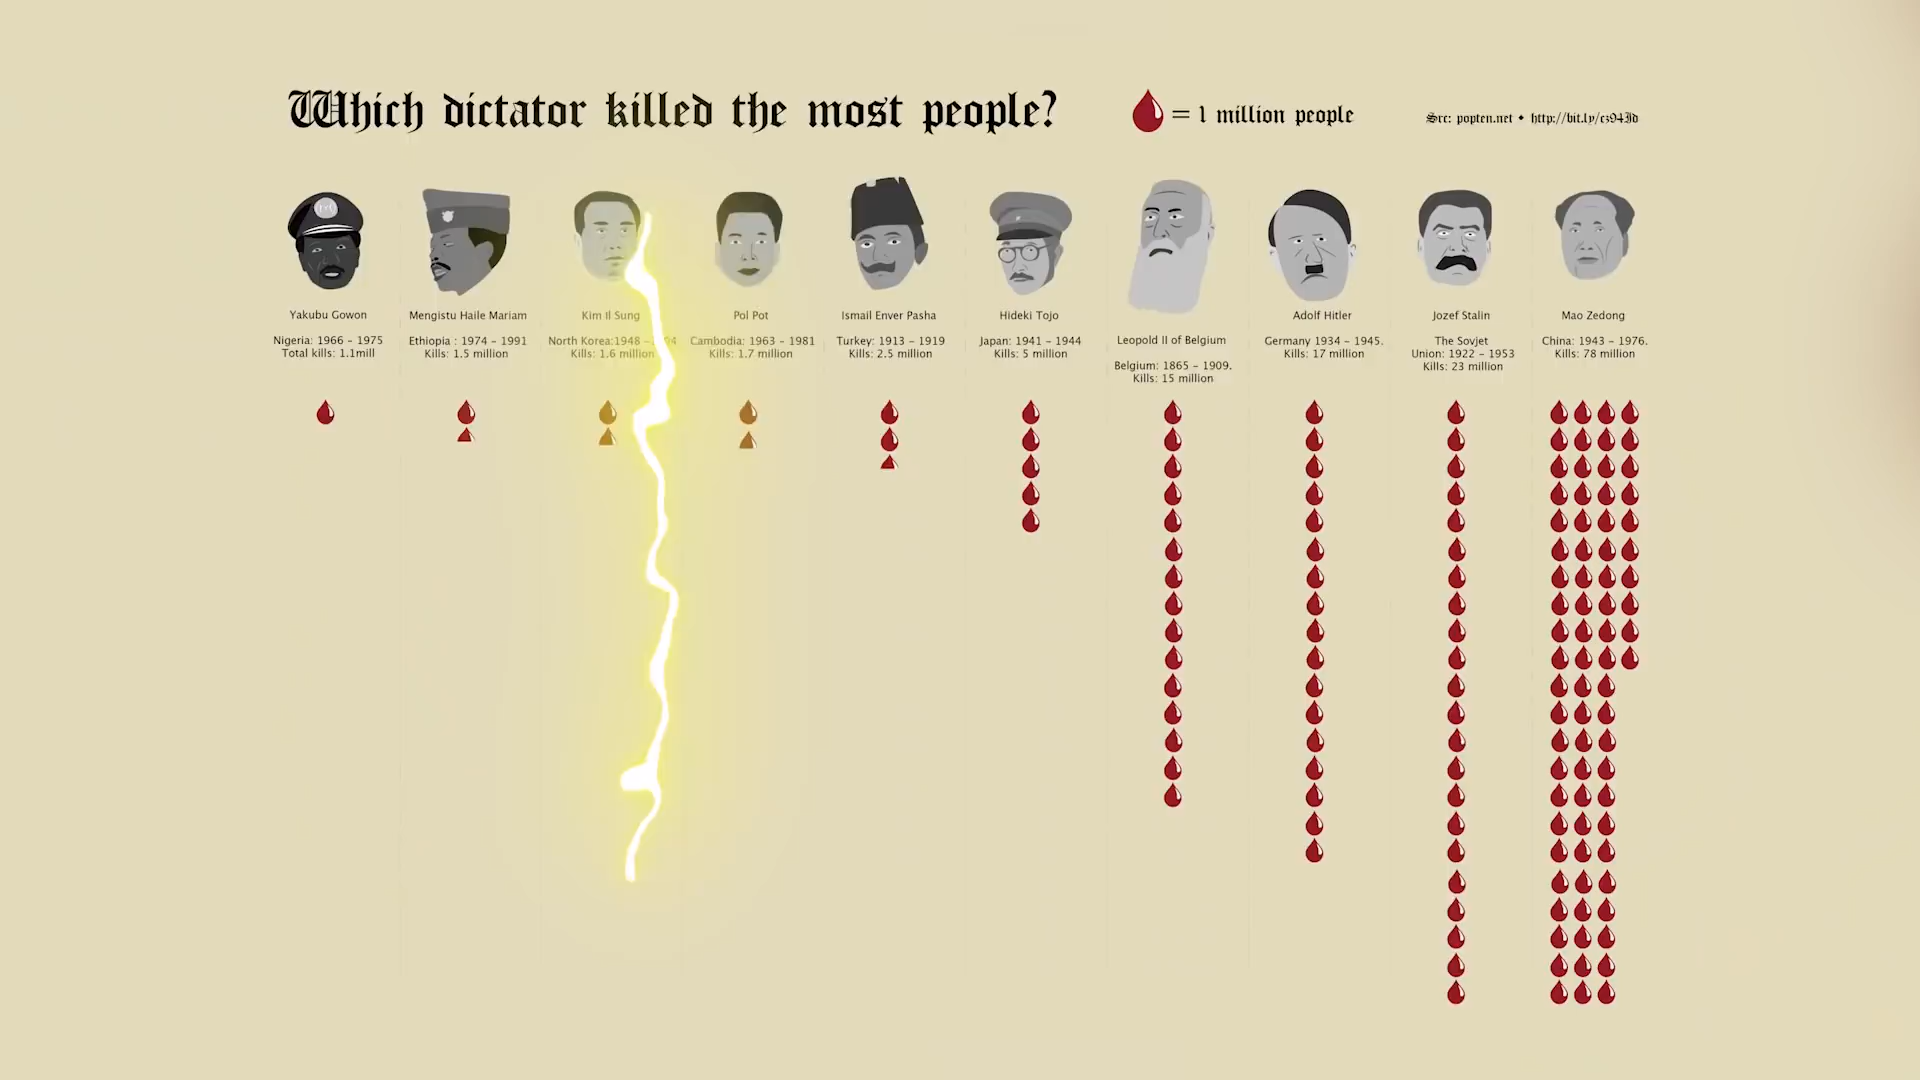 Which dictator killed the most people?
= 1 million people
Src: popten.net • http://bit.ly/cz94Id
Yakubu Gowon
Nigeria: 1966 - 1975
Total kills: 1.1mill
Mengistu Haile Mariam
Ethiopia : 1974 - 1991
Kills: 1.5 million
Kim Il Sung
North Korea:1948 -
Kills: 1.6 million
Pol Pot
Cambodia: 1963 - 1981
Kills: 1.7 million
Ismail Enver Pasha
Turkey: 1913 - 1919
Kills: 2.5 million
Hideki Tojo
Japan: 1941 - 1944
Kills: 5 million
Leopold II of Belgium
Belgium: 1865 - 1909.
Kills: 15 million
Adolf Hitler
Germany 1934 - 1945.
Kills: 17 million
Jozef Stalin
The Sovjet
Union: 1922 - 1953
Kills: 23 million
Mao Zedong
China: 1943 - 1976.
Kills: 78 million